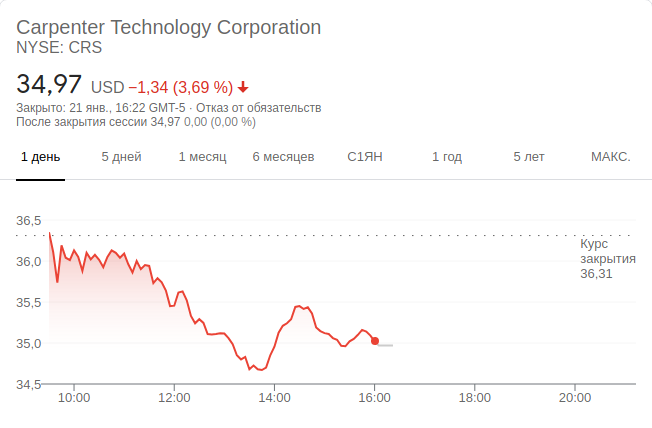 Carpenter Technology Corporation
NYSE: CRS
34,97 USD −1,34 (3,69 %)
Закрыто: 21 янв., 16:22 GMT-5 · Отказ от обязательств
После закрытия сессии 34,97 0,00 (0,00 %)
1 день 5 дней 1 месяц 6 месяцев С1ЯН 1 год 5 лет МАКС.
36,5
36,0
35,5
35,0
34,5
Курс
закрытия
36,31
10:00 12:00 14:00 16:00 18:00 20:00